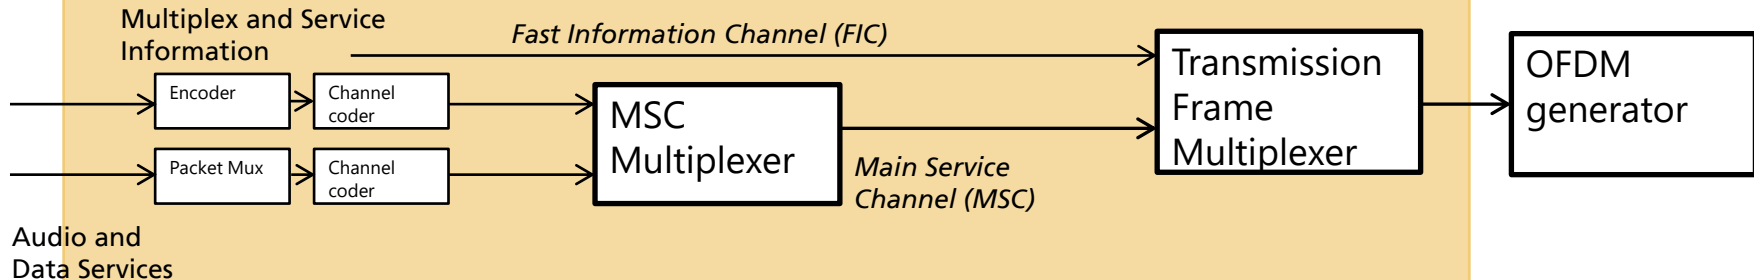 Multiplex and Service
Information
Fast Information Channel (FIC)
Encoder
Channel
coder
Packet Mux
Channel
coder
MSC
Multiplexer
Main Service
Channel (MSC)
Transmission
Frame
Multiplexer
OFDM
generator
Audio and
Data Services